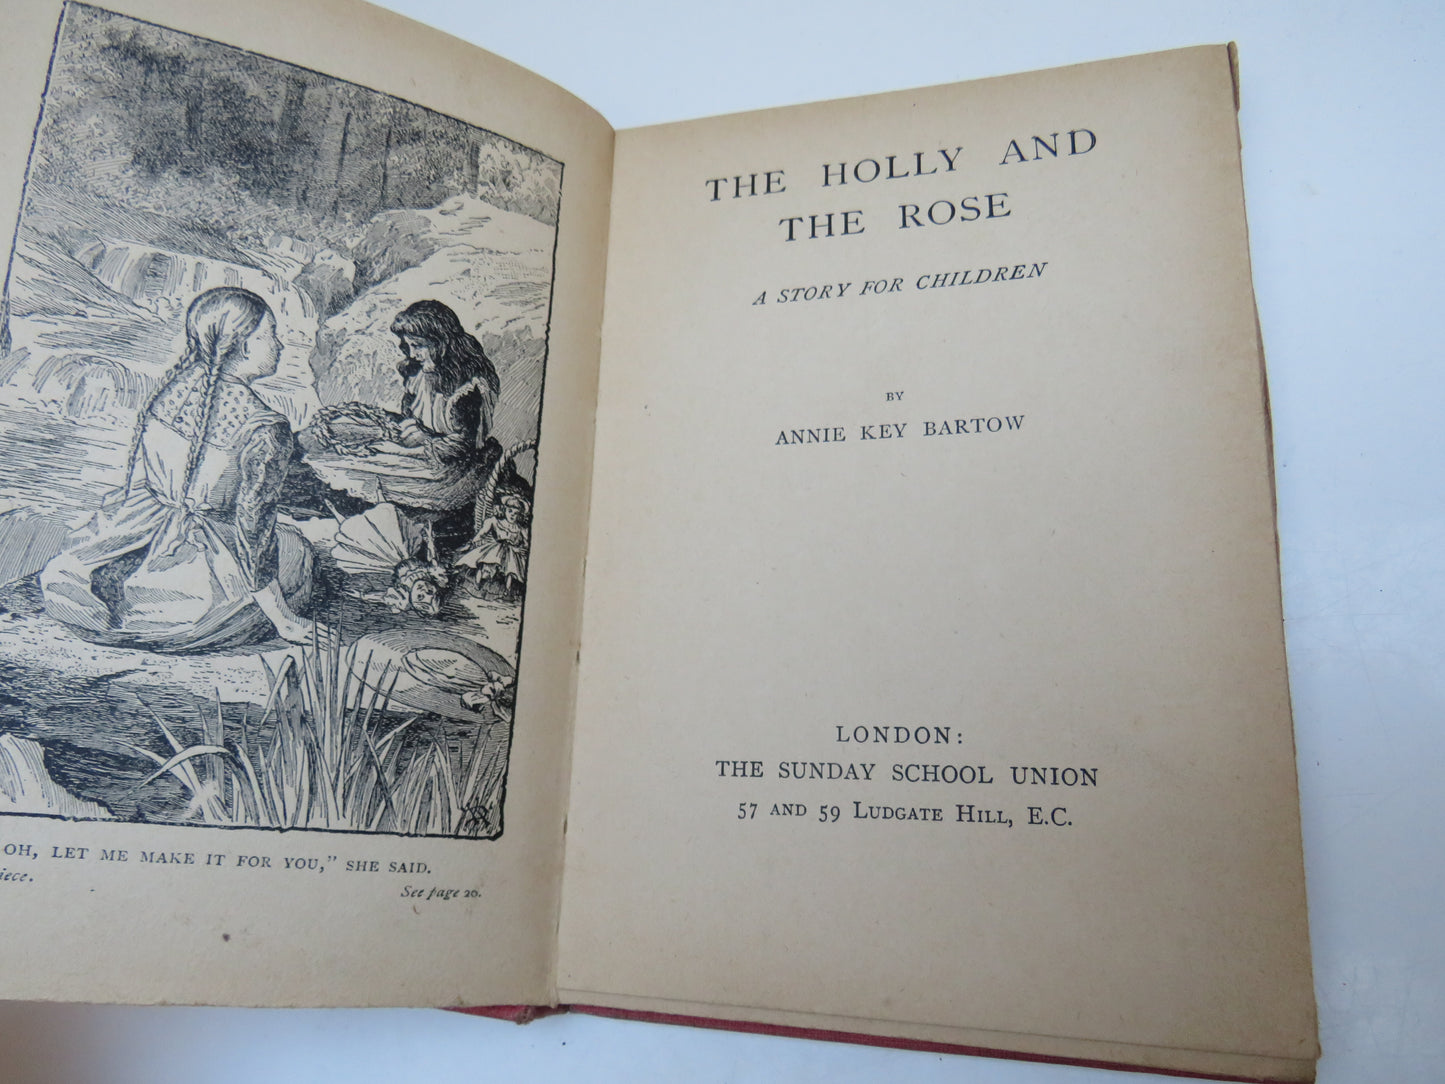 OH, LET ME MAKE IT FOR YOU," SHE SAID.
iece.
See page 20.
THE HOLLY AND
THE ROSE
A STORY FOR CHILDREN
BY
ANNIE KEY BARTOW
LONDON:
THE SUNDAY SCHOOL UNION
57 AND 59 LUDGATE HILL, E.C.